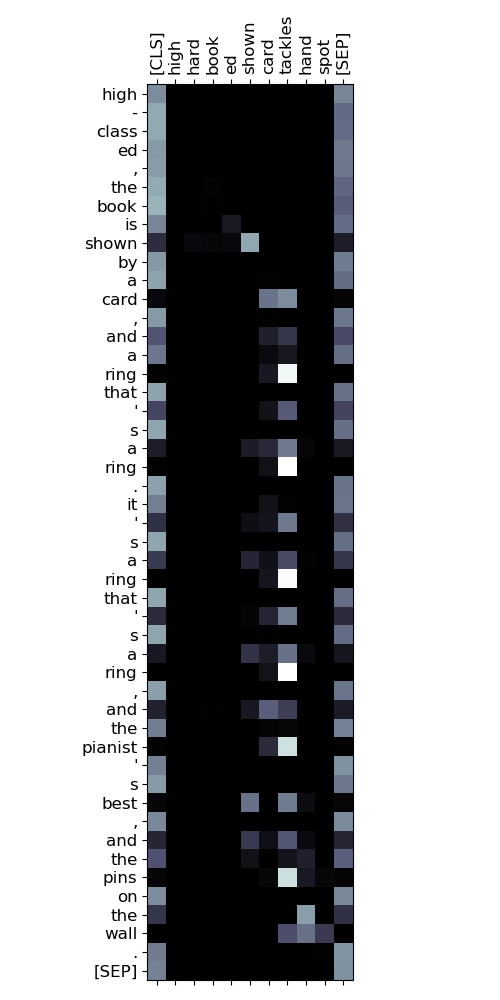 [CLS] high hard book ed shown card tackles hand spot [SEP]
high
-
class
ed
,
the
book
is
shown
by
a
card
,
and
a
ring
that
'
s
a
ring
.
it
'
s
a
ring
that
'
s
a
ring
,
and
the
pianist
'
s
best
,
and
the
pins
on
the
wall
.
[SEP]